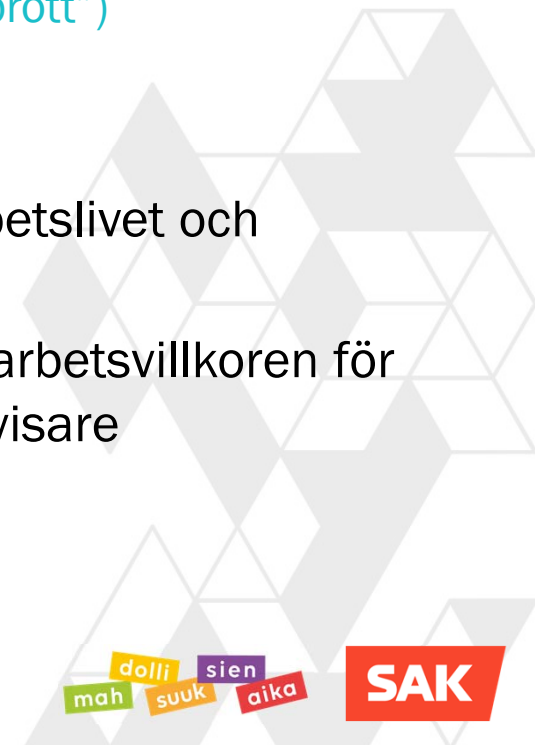 brott")
betslivet och
arbetsvillkoren för
visare
dolli sien
mah suuk aika
SAK